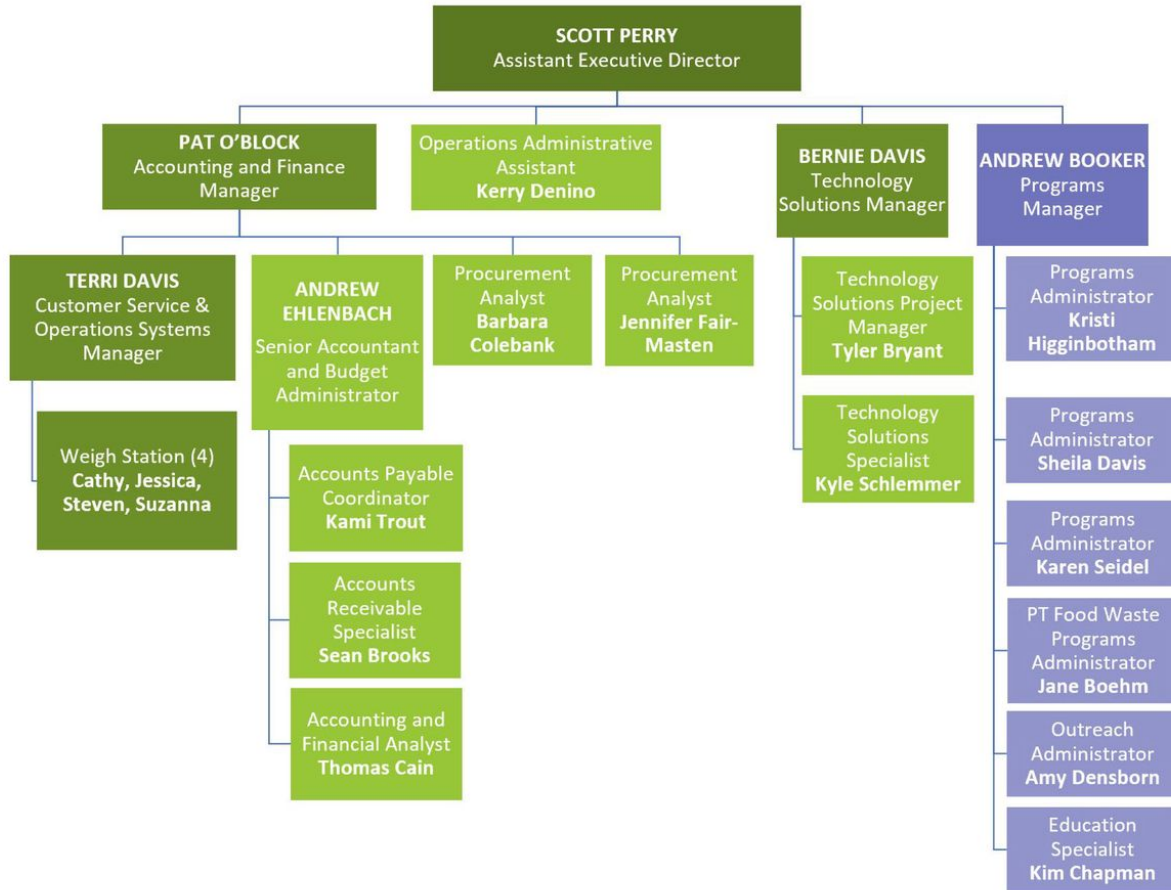 SCOTT PERRY
Assistant Executive Director
PAT O’BLOCK
Accounting and Finance
Manager
Operations Administrative
Assistant
Kerry Denino
BERNIE DAVIS
Technology
Solutions Manager
ANDREW BOOKER
Programs
Manager
TERRI DAVIS
Customer Service &
Operations Systems
Manager
Weigh Station (4)
Cathy, Jessica,
Steven, Suzanna
ANDREW
EHLENBACH
Senior Accountant
and Budget
Administrator
Accounts Payable
Coordinator
Kami Trout
Accounts
Receivable
Specialist
Sean Brooks
Accounting and
Financial Analyst
Thomas Cain
Procurement
Analyst
Barbara
Colebank
Procurement
Analyst
Jennifer Fair-
Masten
Technology
Solutions Project
Manager
Tyler Bryant
Technology
Solutions
Specialist
Kyle Schlemmer
Programs
Administrator
Kristi
Higginbotham
Programs
Administrator
Sheila Davis
Programs
Administrator
Karen Seidel
PT Food Waste
Programs
Administrator
Jane Boehm
Outreach
Administrator
Amy Densborn
Education
Specialist
Kim Chapman